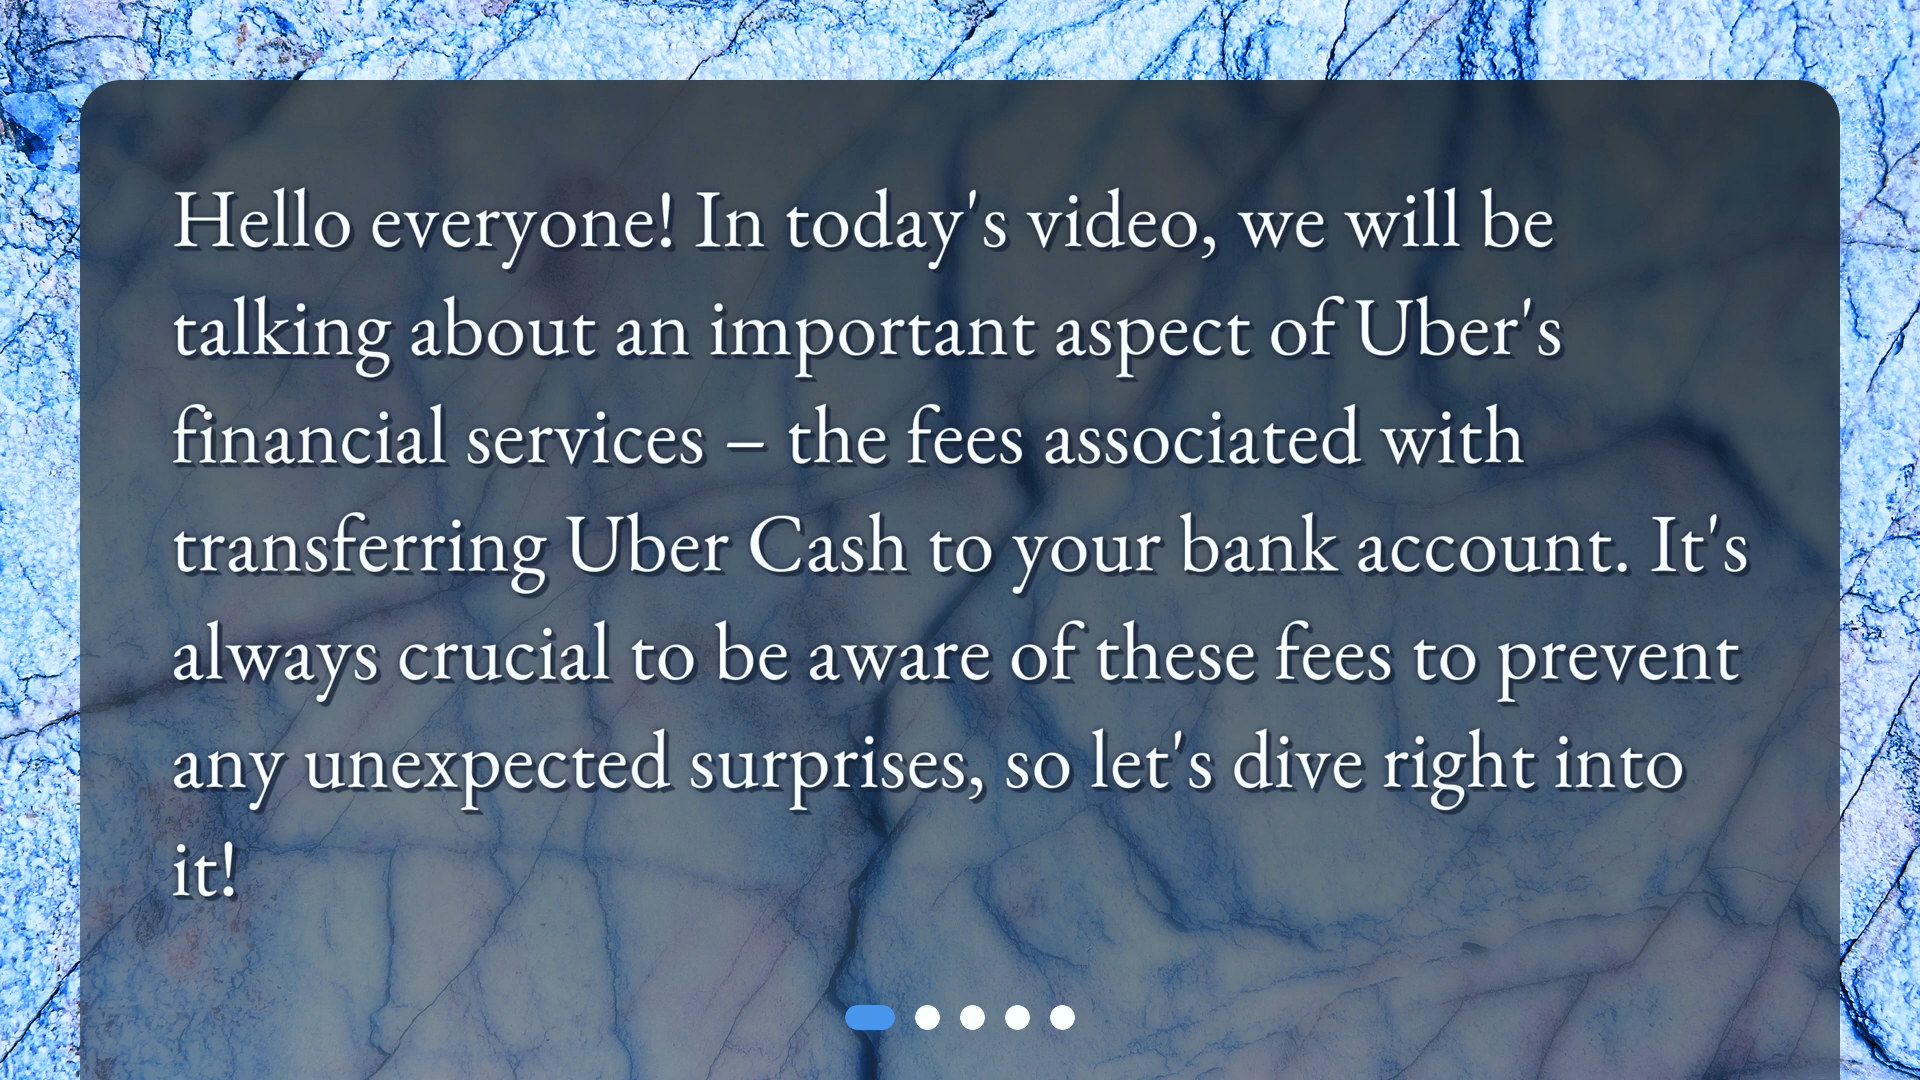 Hello everyone! In today's video, we will be
talking about an important aspect of Uber's
financial services – the fees associated with
transferring Uber Cash to your bank account. It's
always crucial to be aware of these fees to prevent
any unexpected surprises, so let's dive right into
it!